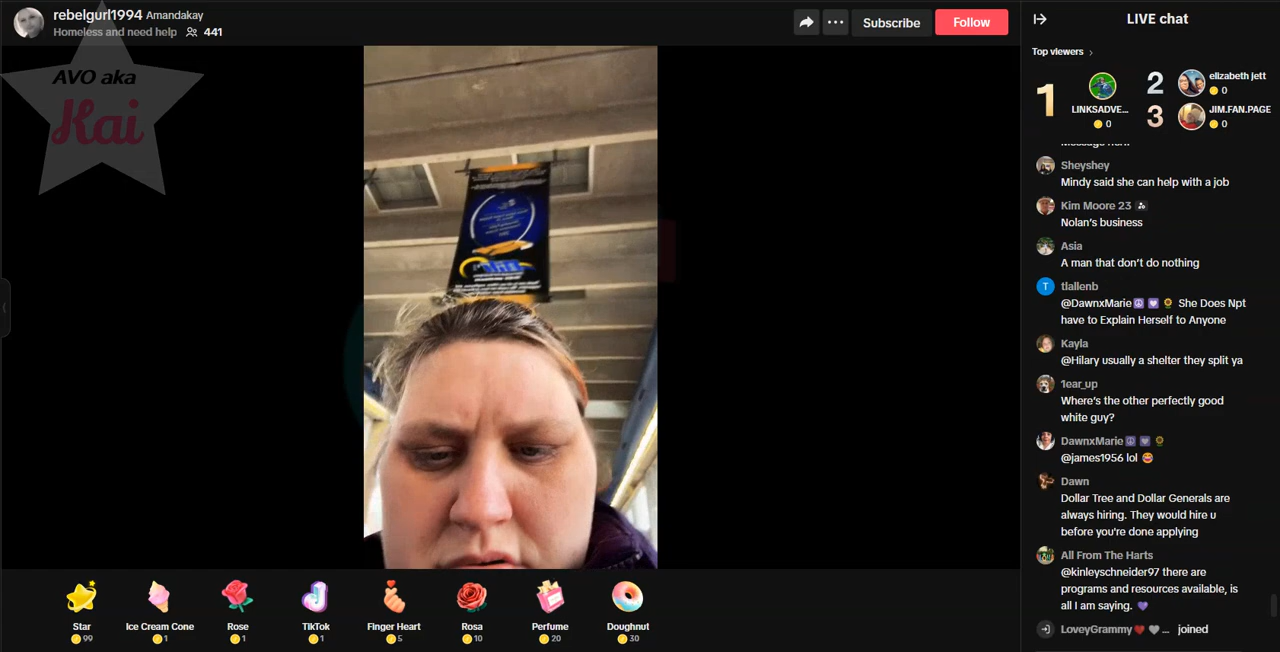 rebelgurl1994 Amandakay
Homeless and need help 441
Subscribe
Follow
AVO aka
Kai
LIVE chat
Top viewers
1
LINKSADVE...
0
2
elizabeth jett
0
3
JIM.FAN.PAGE
0
Sheyshey
Mindy said she can help with a job
Kim Moore 23
Nolan's business
Asia
A man that don't do nothing
T
tlallenb
@DawnxMarie She Does Npt
have to Explain Herself to Anyone
Kayla
@Hilary usually a shelter they split ya
1ear_up
Where's the other perfectly good
white guy?
DawnxMarie
@james1956 lol
Dawn
Dollar Tree and Dollar Generals are
always hiring. They would hire u
before you're done applying
All From The Harts
@kinleyschneider97 there are
programs and resources available, is
all I am saying.
LoveyGrammy ... joined
Star
99
Ice Cream Cone
1
Rose
1
TikTok
1
Finger Heart
5
Rosa
10
Perfume
20
Doughnut
30